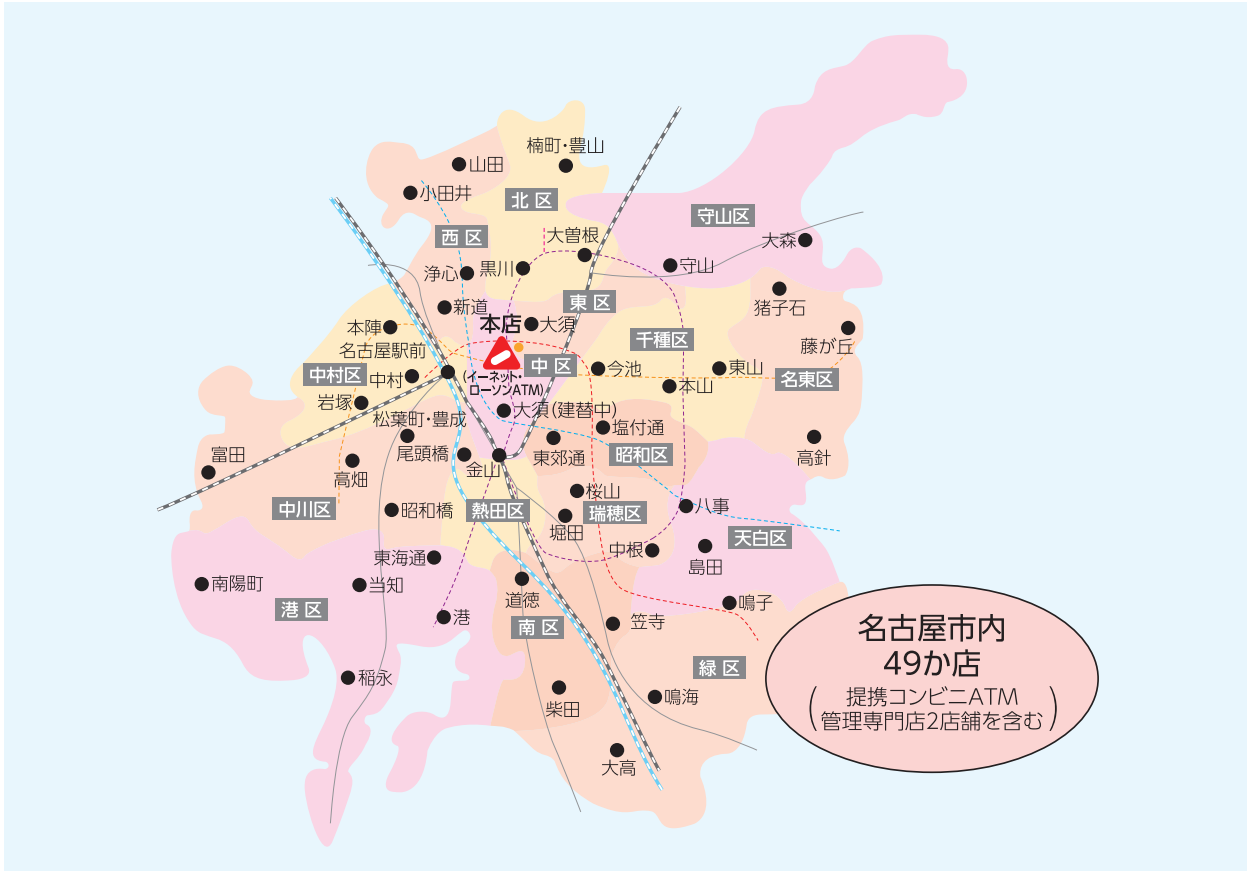 楠町・豊山
山田
小田井
北 区
守山区
西 区
大曽根
大森
浄心
黒川
守山
猪子石
新道
東 区
本店
大須
本陣
千種区
藤が丘
名古屋駅前
中 区
今池
東山
中村区
中村
(イーネット・
ローソンATM)
本山
名東区
岩塚
大須(建替中)
松葉町・豊成
塩付通
富田
尾頭橋
金山
東郊通
昭和区
高針
高畑
桜山
中川区
昭和橋
熱田区
瑞穂区
八事
堀田
天白区
東海通
中根
島田
南陽町
当知
道徳
鳴子
港 区
港
南 区
笠寺
名古屋市内
49か店
(提携コンビニATM
管理専門店2店舗を含む)
緑 区
稲永
柴田
鳴海
大高